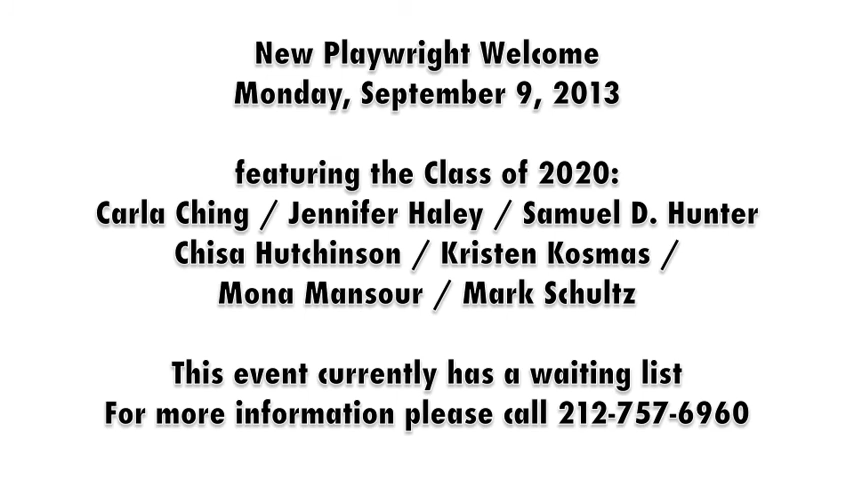 New Playwright Welcome
Monday, September 9, 2013
featuring the Class of 2020:
Carla Ching / Jennifer Haley / Samuel D. Hunter
Chisa Hutchinson / Kristen Kosmas /
Mona Mansour / Mark Schultz
This event currently has a waiting list
For more information please call 212-757-6960